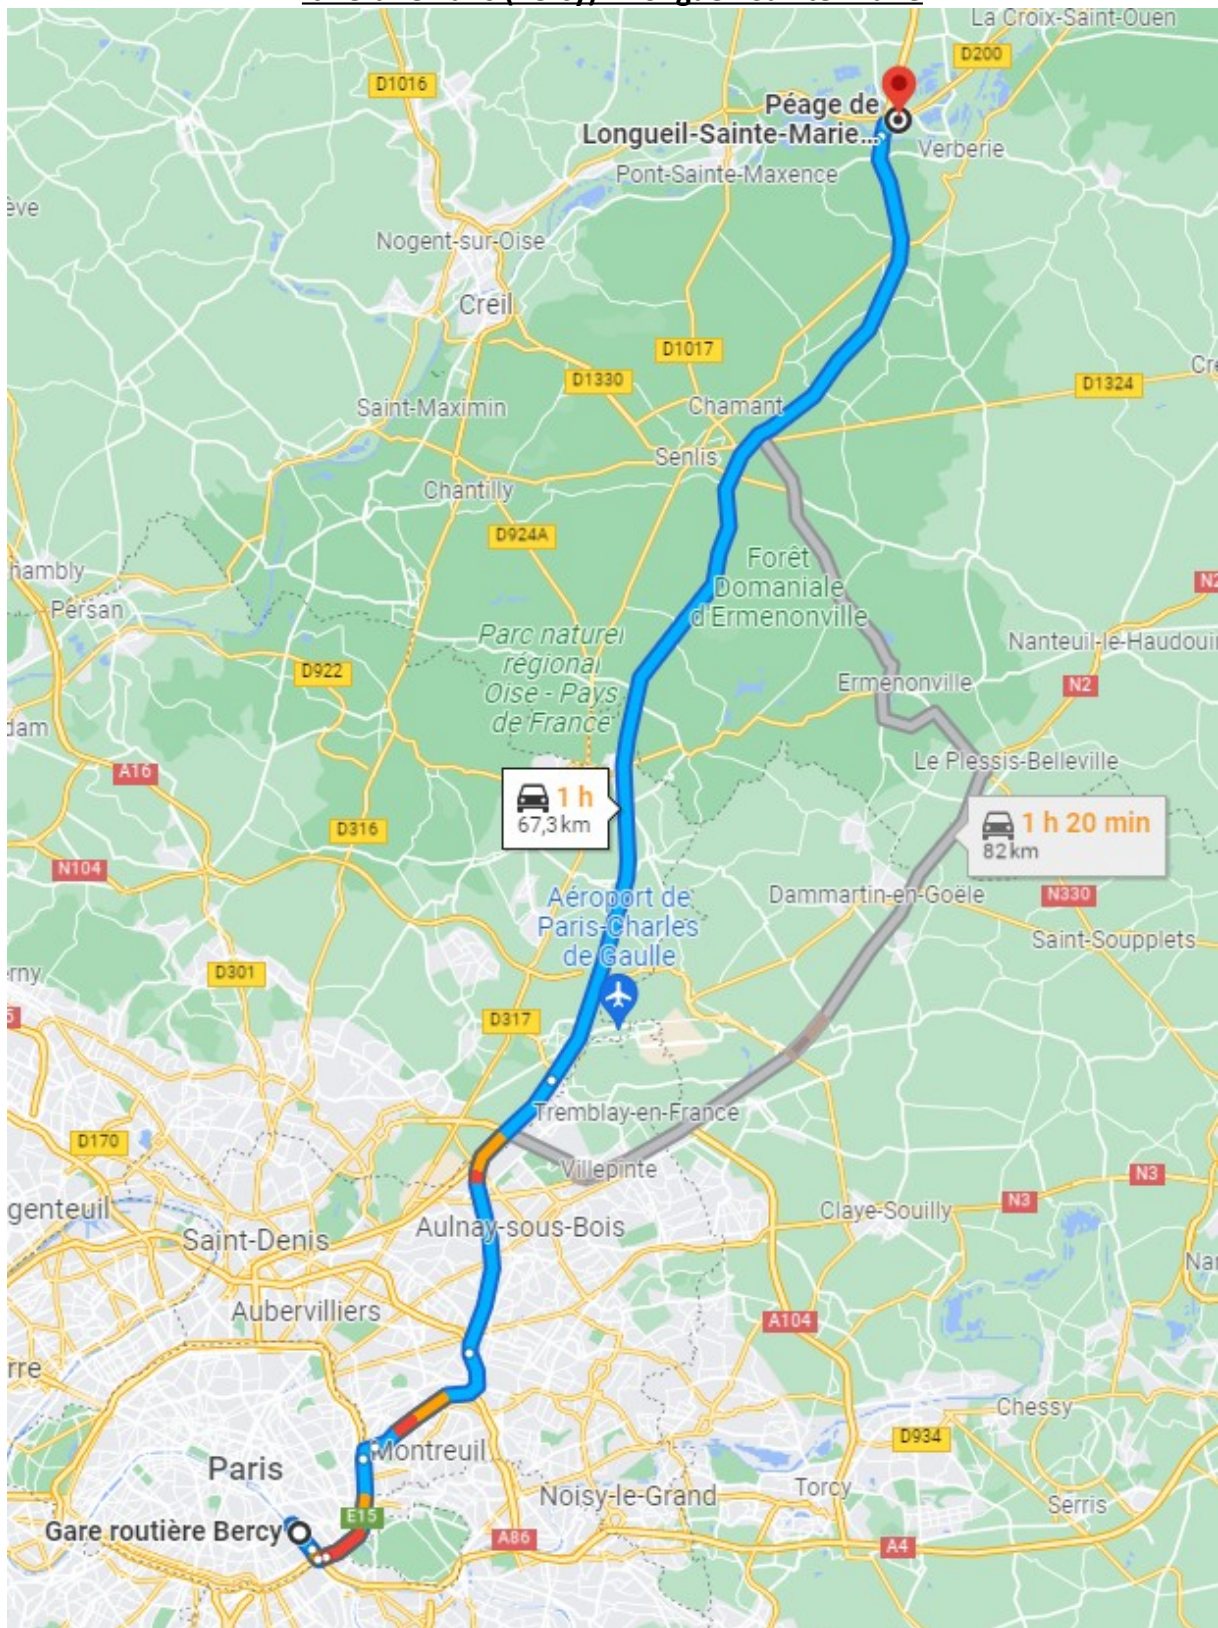 La Croix-Saint-Ouen
D200
D1016
Péage de
Longueil-Sainte-Marie...
Verberie
Pont-Sainte-Maxence
Nogent-sur-Oise
Creil
D1017
D1330
D1324
Saint-Maximin
Chamant
Senlis
Chantilly
D924A
Forêt
Domaniale
d'Ermenonville
Persan
Parc naturel
régional
Oise - Pays
de France
Nanteuil-le-Haudouin
D922
Ermenonville
N2
A16
Le Plessis-Belleville
1 h
67,3 km
1 h 20 min
82 km
D316
N104
Dammartin-en-Goële
N330
Aéroport de
Paris-Charles
de Gaulle
Saint-Soupplets
D301
D317
Tremblay-en-France
D170
Villepinte
N3
N3
Claye-Souilly
genteuil
Saint-Denis
Aulnay-sous-Bois
Aubervilliers
A104
Chessy
D934
Montreuil
Paris
Noisy-le-Grand
Torcy
Serris
E15
Gare routière Bercy
A86
A4